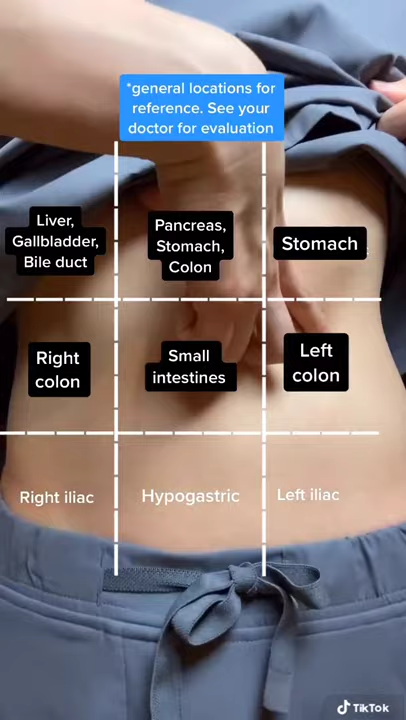 *general locations for
reference. See your
doctor for evaluation
Liver,
Gallbladder,
Bile duct
Pancreas,
Stomach,
Colon
Stomach
Right
colon
Small
intestines
Left
colon
Right iliac
Hypogastric
Left iliac
TikTok